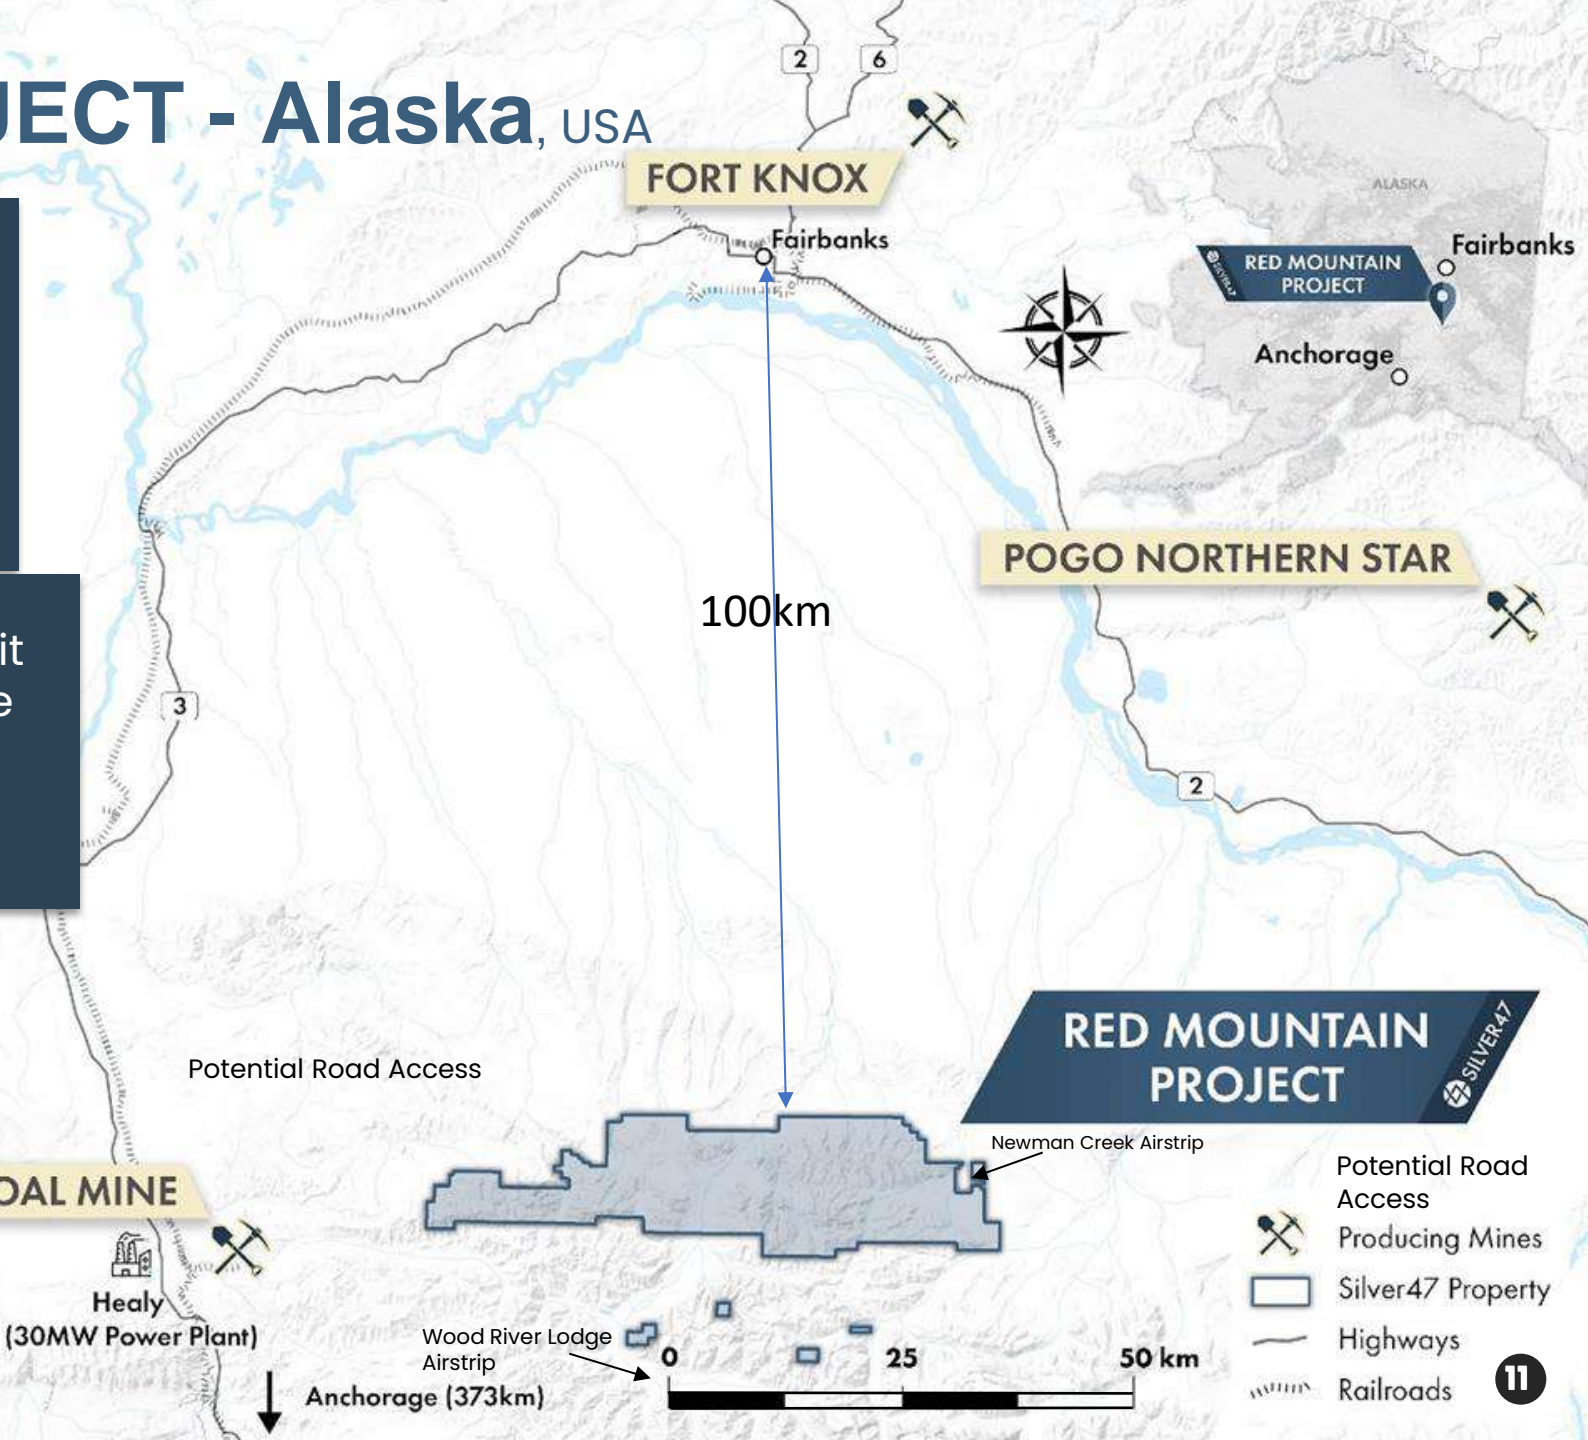 JECT - Alaska, USA
2
6
FORT KNOX
Fairbanks
ALASKA
Fairbanks
RED MOUNTAIN
PROJECT
SILVER47
Anchorage
POGO NORTHERN STAR
100km
it
e
3
2
RED MOUNTAIN
PROJECT
SILVER47
Potential Road Access
Newman Creek Airstrip
OAL MINE
Healy
(30MW Power Plant)
Anchorage (373km)
Wood River Lodge
Airstrip
0
25
50 km
Potential Road
Access
Producing Mines
Silver47 Property
Highways
Railroads
11